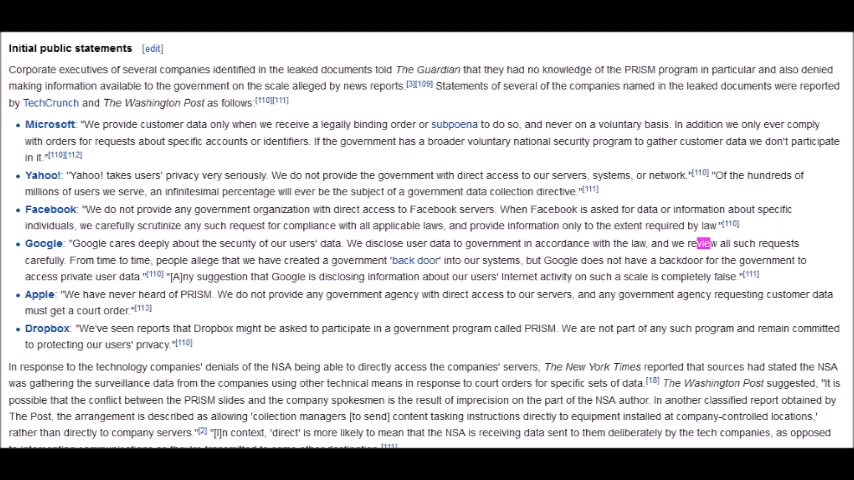 Initial public statements [edit]
Corporate executives of several companies identified in the leaked documents told The Guardian that they had no knowledge of the PRISM program in particular and also denied
making information available to the government on the scale alleged by news reports.[3][109] Statements of several of the companies named in the leaked documents were reported
by TechCrunch and The Washington Post as follows:[110][111]
• Microsoft: "We provide customer data only when we receive a legally binding order or subpoena to do so, and never on a voluntary basis. In addition we only ever comply
with orders for requests about specific accounts or identifiers. If the government has a broader voluntary national security program to gather customer data we don't participate
in it."[110][112]
• Yahoo!: "Yahoo! takes users' privacy very seriously. We do not provide the government with direct access to our servers, systems, or network."[110] "Of the hundreds of
millions of users we serve, an infinitesimal percentage will ever be the subject of a government data collection directive."[111]
• Facebook: "We do not provide any government organization with direct access to Facebook servers. When Facebook is asked for data or information about specific
individuals, we carefully scrutinize any such request for compliance with all applicable laws, and provide information only to the extent required by law."[110]
• Google: "Google cares deeply about the security of our users' data. We disclose user data to government in accordance with the law, and we review all such requests
carefully. From time to time, people allege that we have created a government 'back door' into our systems, but Google does not have a backdoor for the government to
access private user data."[110] "[A]ny suggestion that Google is disclosing information about our users' Internet activity on such a scale is completely false."[111]
• Apple: "We have never heard of PRISM. We do not provide any government agency with direct access to our servers, and any government agency requesting customer data
must get a court order."[113]
• Dropbox: "We've seen reports that Dropbox might be asked to participate in a government program called PRISM. We are not part of any such program and remain committed
to protecting our users' privacy."[110]
In response to the technology companies' denials of the NSA being able to directly access the companies' servers, The New York Times reported that sources had stated the NSA
was gathering the surveillance data from the companies using other technical means in response to court orders for specific sets of data.[18] The Washington Post suggested, "It is
possible that the conflict between the PRISM slides and the company spokesmen is the result of imprecision on the part of the NSA author. In another classified report obtained by
The Post, the arrangement is described as allowing 'collection managers [to send] content tasking instructions directly to equipment installed at company-controlled locations,'
rather than directly to company servers."[2] "[I]n context, 'direct' is more likely to mean that the NSA is receiving data sent to them deliberately by the tech companies, as opposed